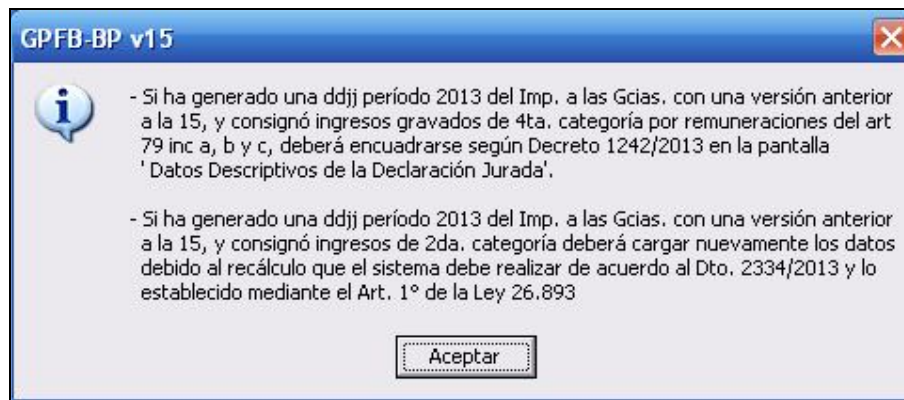 GPFB-BP v15
- Si ha generado una ddjj período 2013 del Imp. a las Gcias. con una versión anterior
a la 15, y consignó ingresos gravados de 4ta. categoría por remuneraciones del art
79 inc a, b y c, deberá encuadrarse según Decreto 1242/2013 en la pantalla
' Datos Descriptivos de la Declaración Jurada'.
- Si ha generado una ddjj período 2013 del Imp. a las Gcias. con una versión anterior
a la 15, y consignó ingresos de 2da. categoría deberá cargar nuevamente los datos
debido al recálculo que el sistema debe realizar de acuerdo al Dto. 2334/2013 y lo
establecido mediante el Art. 1º de la Ley 26.893
Aceptar